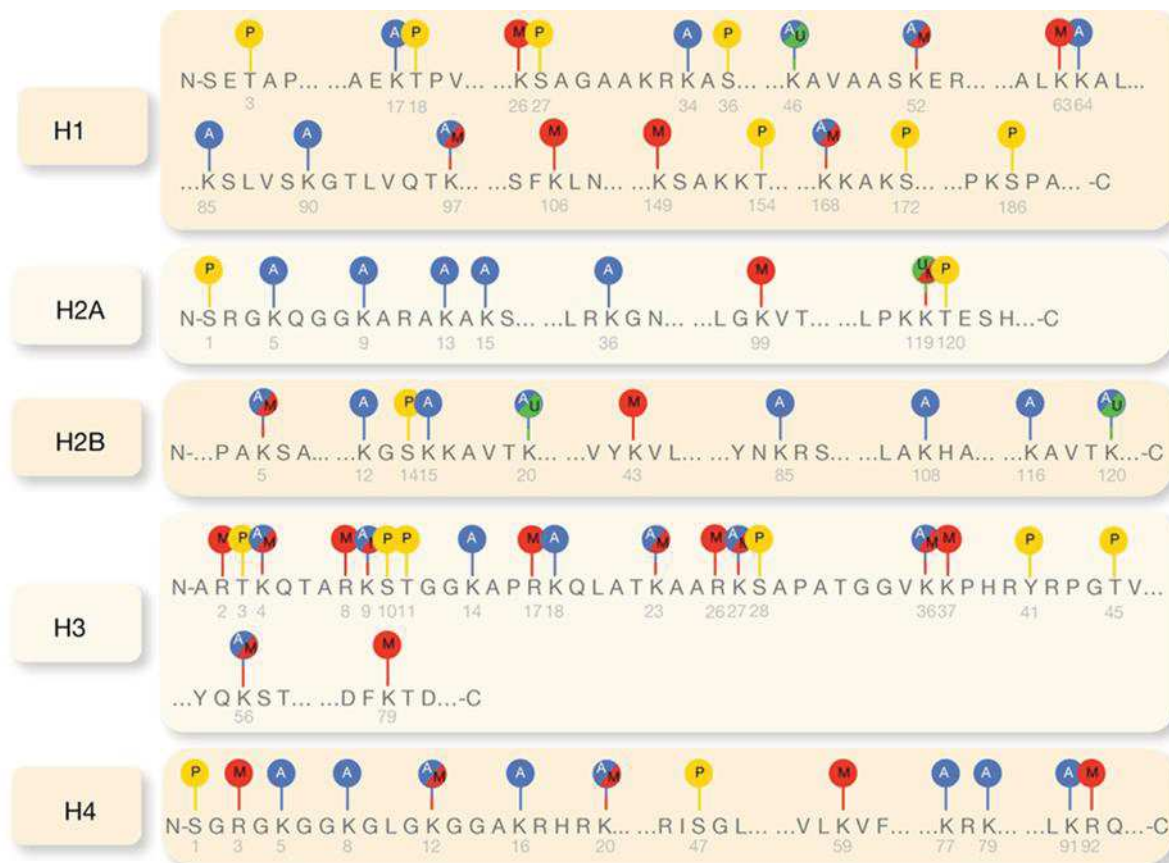 P A P M P A P A U A M M A
N-SETAP... ...AEKTPV... ...KSAGAAKRKAS... ...KAVAASKER... ...ALKKAL...
3 17 18 26 27 34 36 46 52 63 64
H1
A A A M M M P A M P P
...KSLVSKGTLVQTK... ...SFKLN... ...KSAKKT... ...KKAKS... ...PKSPA... -C
85 90 97 106 149 154 168 172 186
P A A A A A M U P
H2A
N-SRGKQGGKARAKAKS... ...LRKGN... ...LGKVT... ...LPKKTESH...-C
1 5 9 13 15 36 99 119 120
A M A P A A U M A A A A U
H2B
N-...PAKSA... ...KGSKKAVTK... ...VYKVL... ...YNKRS... ...LAKHA... ...KAVTK...-C
5 12 14 15 20 43 85 108 116 120
M P A M M A M P P A M A A M M A M P A M M P P
N-ARTKQTARKSTGGKAPRKQLATKAARKSAPATGGVKKPHRYRPGTV...
2 3 4 8 9 10 11 14 17 18 23 26 27 28 36 37 41 45
H3
A M M
...YQKST... ...DFKTD...-C
56 79
P M A A A M A A M P M A A A M
H4
N-SGRGKGGKGLGKGGAKRHRK... ...RISGL... ...VLKVF... ...KRK... ...LKRQ...-C
1 3 5 8 12 16 20 47 59 77 79 91 92